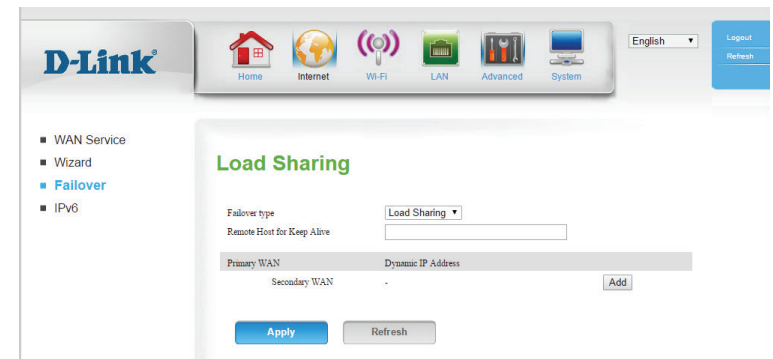 D-Link
Home Internet Wi-Fi LAN Advanced System
English
Logout
Refresh
WAN Service
Wizard
Failover
IPv6
Load Sharing
Failover type Load Sharing
Remote Host for Keep Alive
Primary WAN Dynamic IP Address
Secondary WAN - Add
Apply Refresh